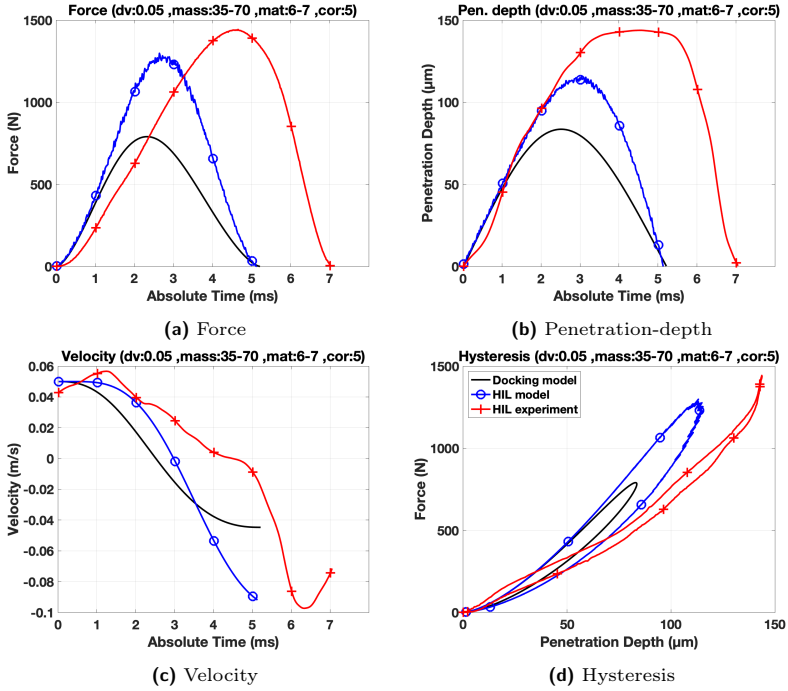 Force (dv:0.05 ,mass:35-70 ,mat:6-7 ,cor:5)
1500
1000
500
0
Force (N)
0 1 2 3 4 5 6 7
Absolute Time (ms)
(a) Force
Pen. depth (dv:0.05 ,mass:35-70 ,mat:6-7 ,cor:5)
150
100
50
0
Penetration Depth (µm)
0 1 2 3 4 5 6 7
Absolute Time (ms)
(b) Penetration-depth
Velocity (dv:0.05 ,mass:35-70 ,mat:6-7 ,cor:5)
0.06
0.04
0.02
0
-0.02
-0.04
-0.06
-0.08
-0.1
Velocity (m/s)
0 1 2 3 4 5 6 7
Absolute Time (ms)
(c) Velocity
Hysteresis (dv:0.05 ,mass:35-70 ,mat:6-7 ,cor:5)
Docking model
HIL model
HIL experiment
1500
1000
500
0
Force (N)
0 50 100 150
Penetration Depth (µm)
(d) Hysteresis